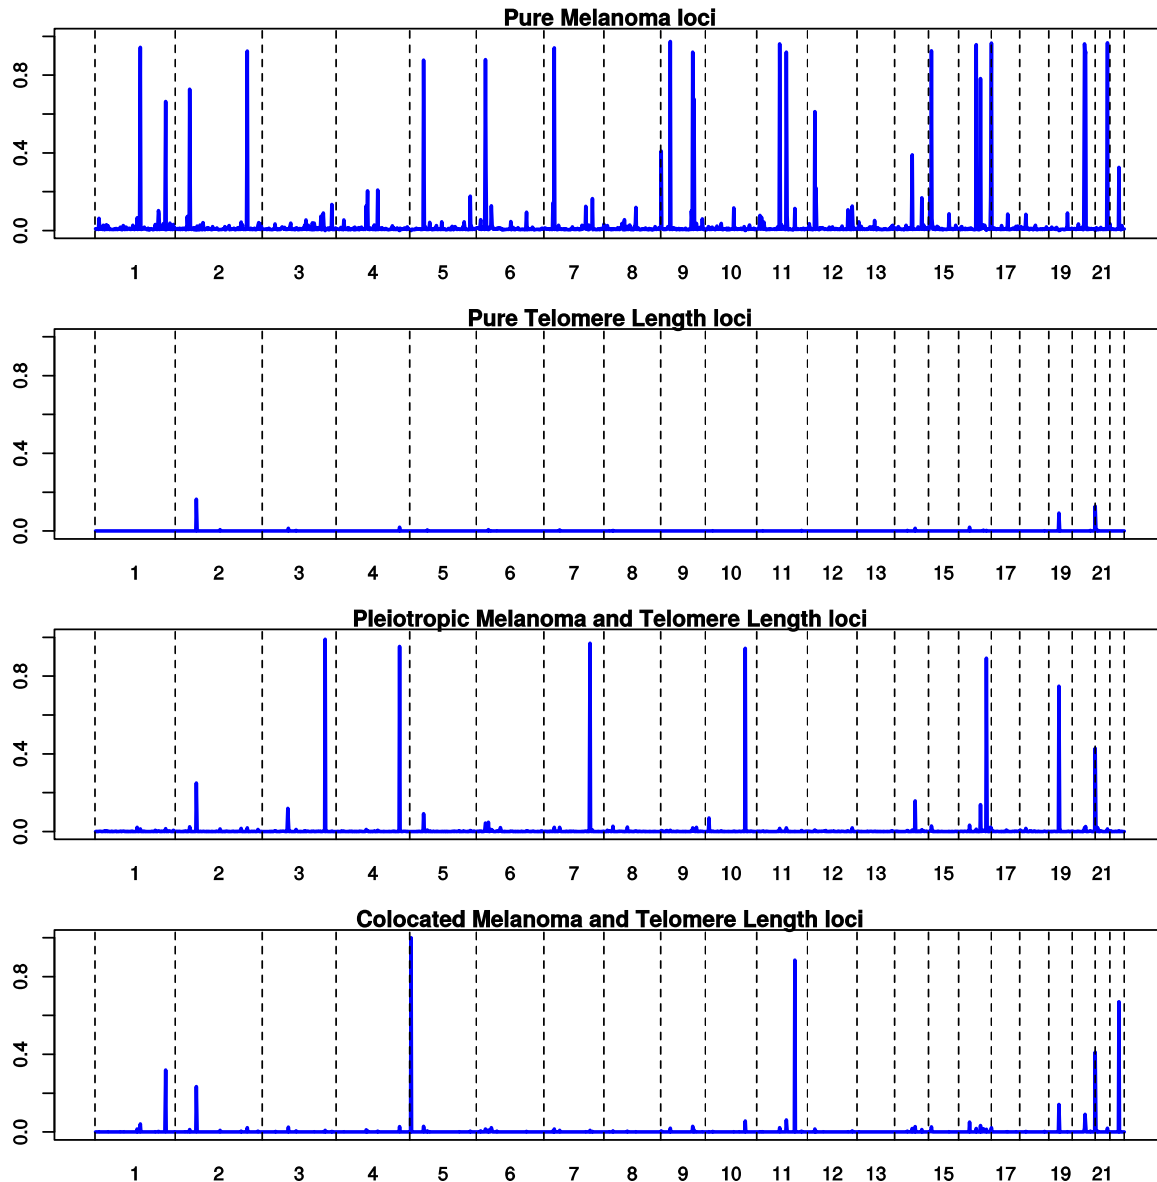 Pure Melanoma loci
0.8
0.4
0.0
1 2 3 4 5 6 7 8 9 10 11 12 13 15 17 19 21
Pure Telomere Length loci
0.8
0.4
0.0
1 2 3 4 5 6 7 8 9 10 11 12 13 15 17 19 21
Pleiotropic Melanoma and Telomere Length loci
0.8
0.4
0.0
1 2 3 4 5 6 7 8 9 10 11 12 13 15 17 19 21
Colocated Melanoma and Telomere Length loci
0.8
0.4
0.0
1 2 3 4 5 6 7 8 9 10 11 12 13 15 17 19 21